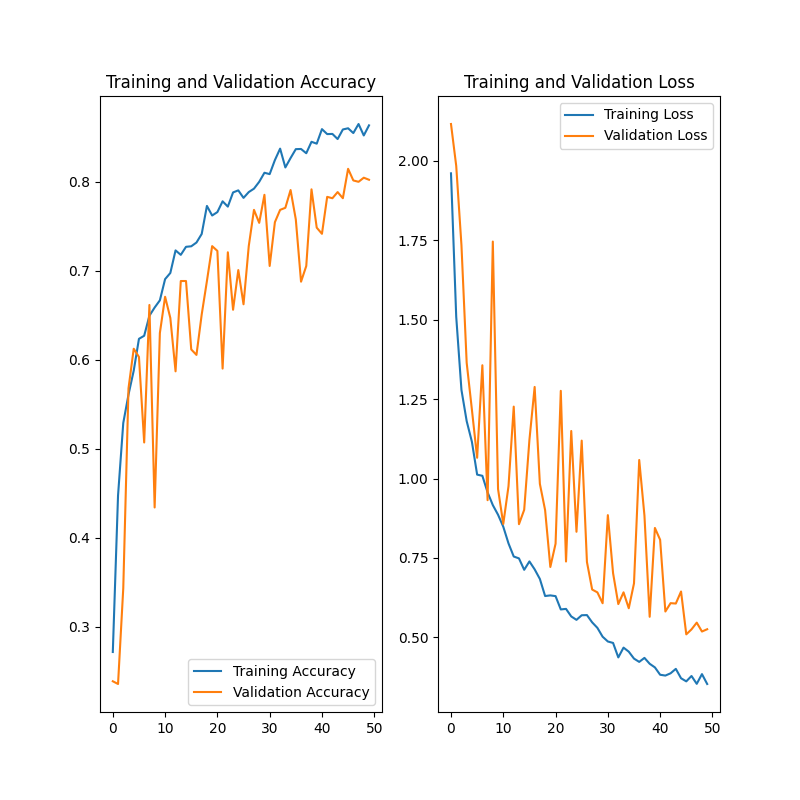 Training and Validation Accuracy
0.8
0.7
0.6
0.5
0.4
0.3
0 10 20 30 40 50
Training Accuracy
Validation Accuracy
Training and Validation Loss
2.00
1.75
1.50
1.25
1.00
0.75
0.50
0 10 20 30 40 50
Training Loss
Validation Loss